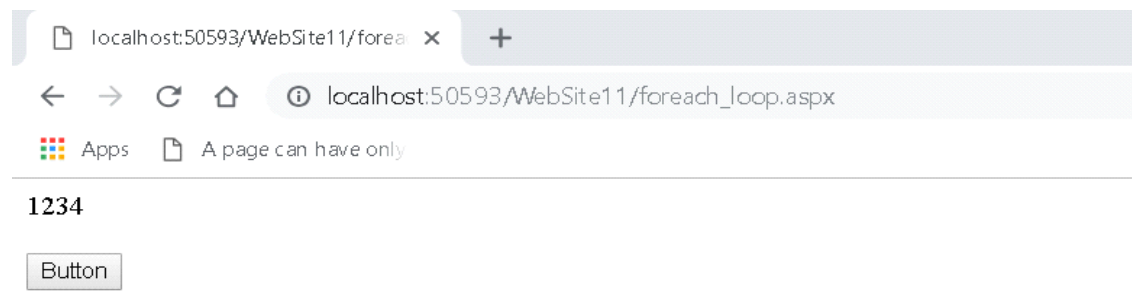 localhost:50593/WebSite11/forea
localhost:50593/WebSite11/foreach_loop.aspx
Apps A page can have only
1234
Button